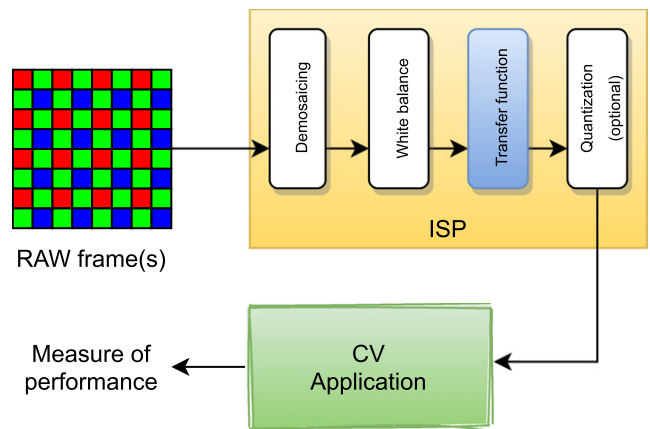 RAW frame(s)
Demosaicing
White balance
Transfer function
Quantization
(optional)
ISP
CV
Application
Measure of
performance